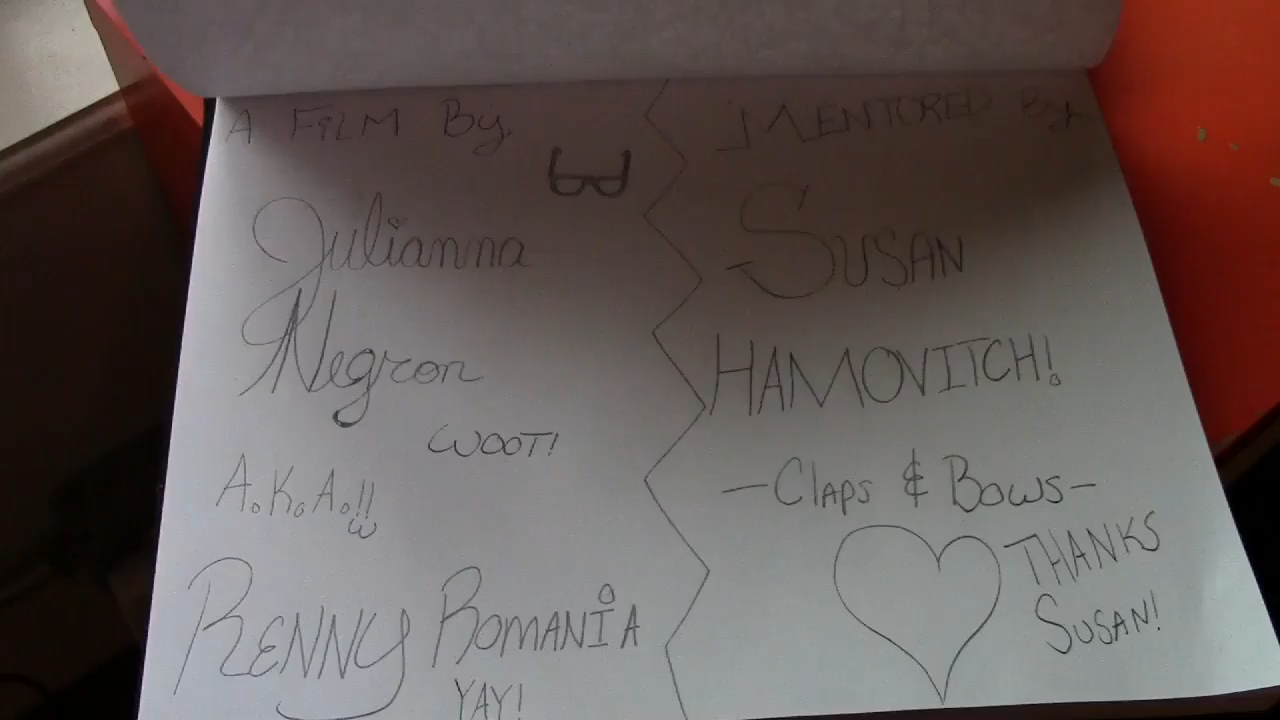 A FiLM By
Julianna
Negron
WOOT!
A.K.A.!!
RENNY ROMANiA
YAY!
MENTORED By
SUSAN
HAMOVITCH!
-CLAPS & BOWS-
THANKS
SUSAN!